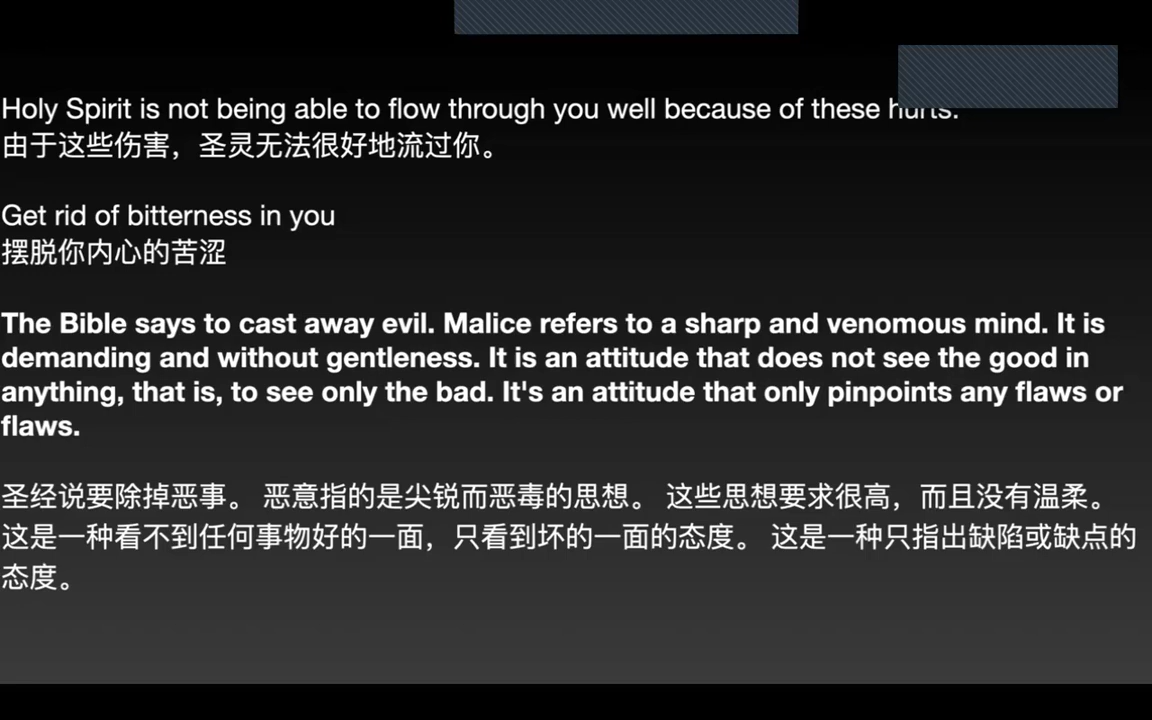 Holy Spirit is not being able to flow through you well because of these hurts.
由于这些伤害，圣灵无法很好地流过你。
Get rid of bitterness in you
摆脱你内心的苦涩
The Bible says to cast away evil. Malice refers to a sharp and venomous mind. It is
demanding and without gentleness. It is an attitude that does not see the good in
anything, that is, to see only the bad. It's an attitude that only pinpoints any flaws or
flaws.
圣经说要除掉恶事。 恶意指的是尖锐而恶毒的思想。 这些思想要求很高，而且没有温柔。
这是一种看不到任何事物好的一面，只看到坏的一面的态度。 这是一种只指出缺陷或缺点的
态度。